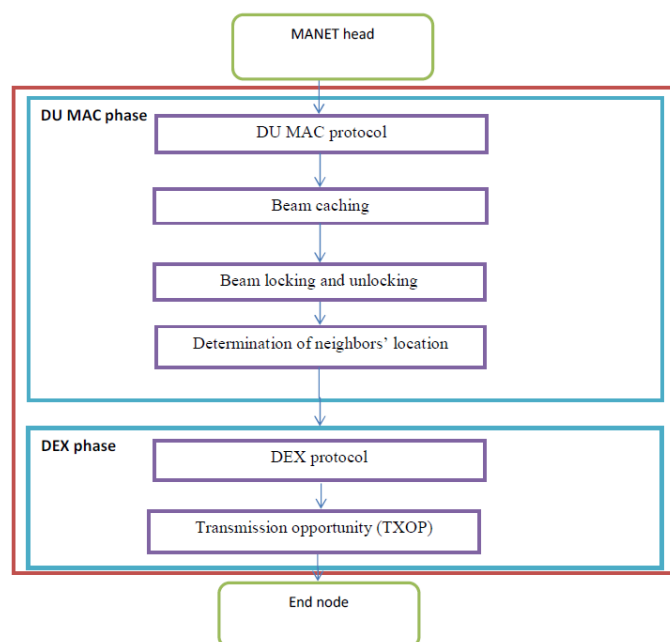 MANET head
DU MAC phase
DU MAC protocol
Beam caching
Beam locking and unlocking
Determination of neighbors’ location
DEX phase
DEX protocol
Transmission opportunity (TXOP)
End node